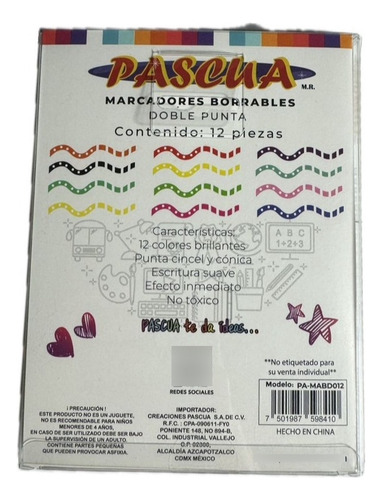 PASCUA M.R.
MARCADORES BORRABLES
DOBLE PUNTA
Contenido: 12 piezas
A B C
1+2=3
Características:
12 colores brillantes
Punta cincel y cónica
Escritura suave
Efecto inmediato
No tóxico
PASCUA te da ideas...
REDES SOCIALES
**No etiquetado para
su venta individual**
Modelo: PA-MABD012
7 501987 598410
HECHO EN CHINA
¡ PRECAUCIÓN !
ESTE PRODUCTO NO ES UN JUGUETE,
NO ES RECOMENDABLE PARA NIÑOS
MENORES DE 4 AÑOS,
EN CASO DE SER UTILIZADO DEBE SER BAJO
LA SUPERVISIÓN DE UN ADULTO.
CONTIENE PARTES PEQUEÑAS
QUE PUEDEN PROVOCAR ASFIXIA.
IMPORTADOR:
CREACIONES PASCUA S.A DE C.V.
R.F.C. : CPA-090611-FY0
PONIENTE 148, NO 894-B,
COL. INDUSTRIAL VALLEJO
C.P. 02300,
ALCALDÍA AZCAPOTZALCO
CDMX MÉXICO